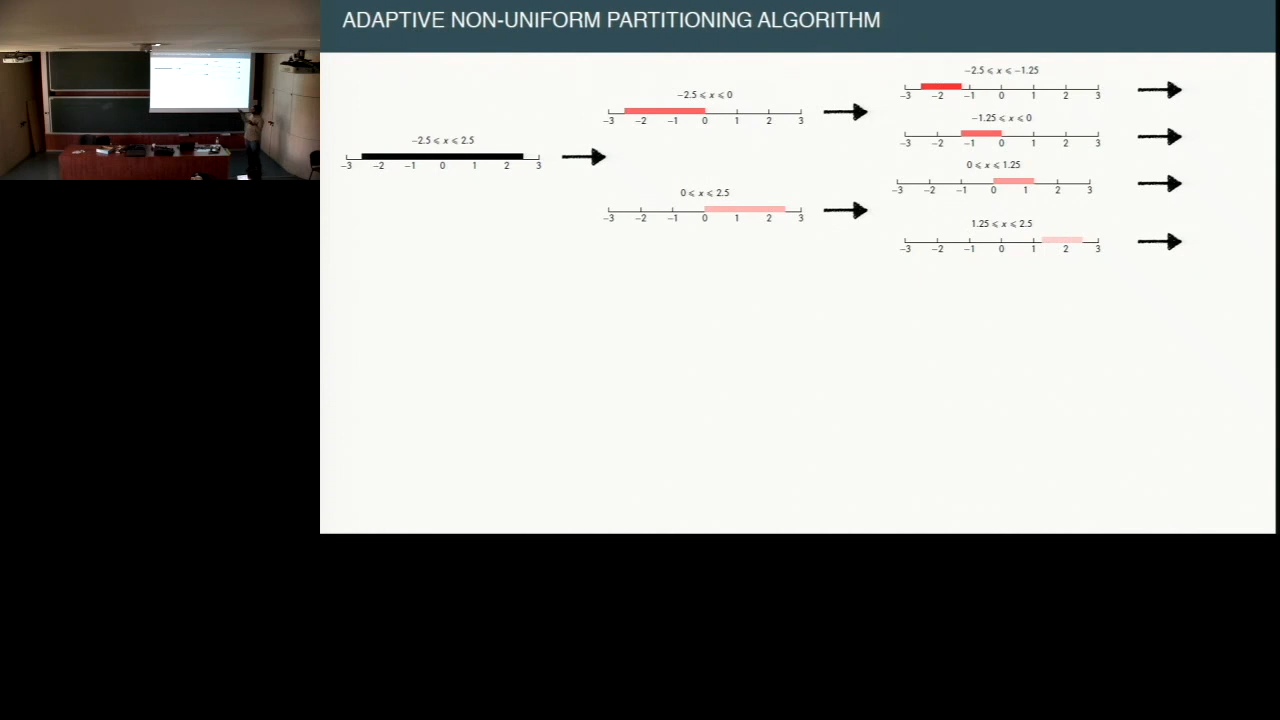 ADAPTIVE NON-UNIFORM PARTITIONING ALGORITHM
−2.5 ⩽ x ⩽ 2.5
−3 −2 −1 0 1 2 3
−2.5 ⩽ x ⩽ 0
−3 −2 −1 0 1 2 3
0 ⩽ x ⩽ 2.5
−3 −2 −1 0 1 2 3
−2.5 ⩽ x ⩽ −1.25
−3 −2 −1 0 1 2 3
−1.25 ⩽ x ⩽ 0
−3 −2 −1 0 1 2 3
0 ⩽ x ⩽ 1.25
−3 −2 −1 0 1 2 3
1.25 ⩽ x ⩽ 2.5
−3 −2 −1 0 1 2 3